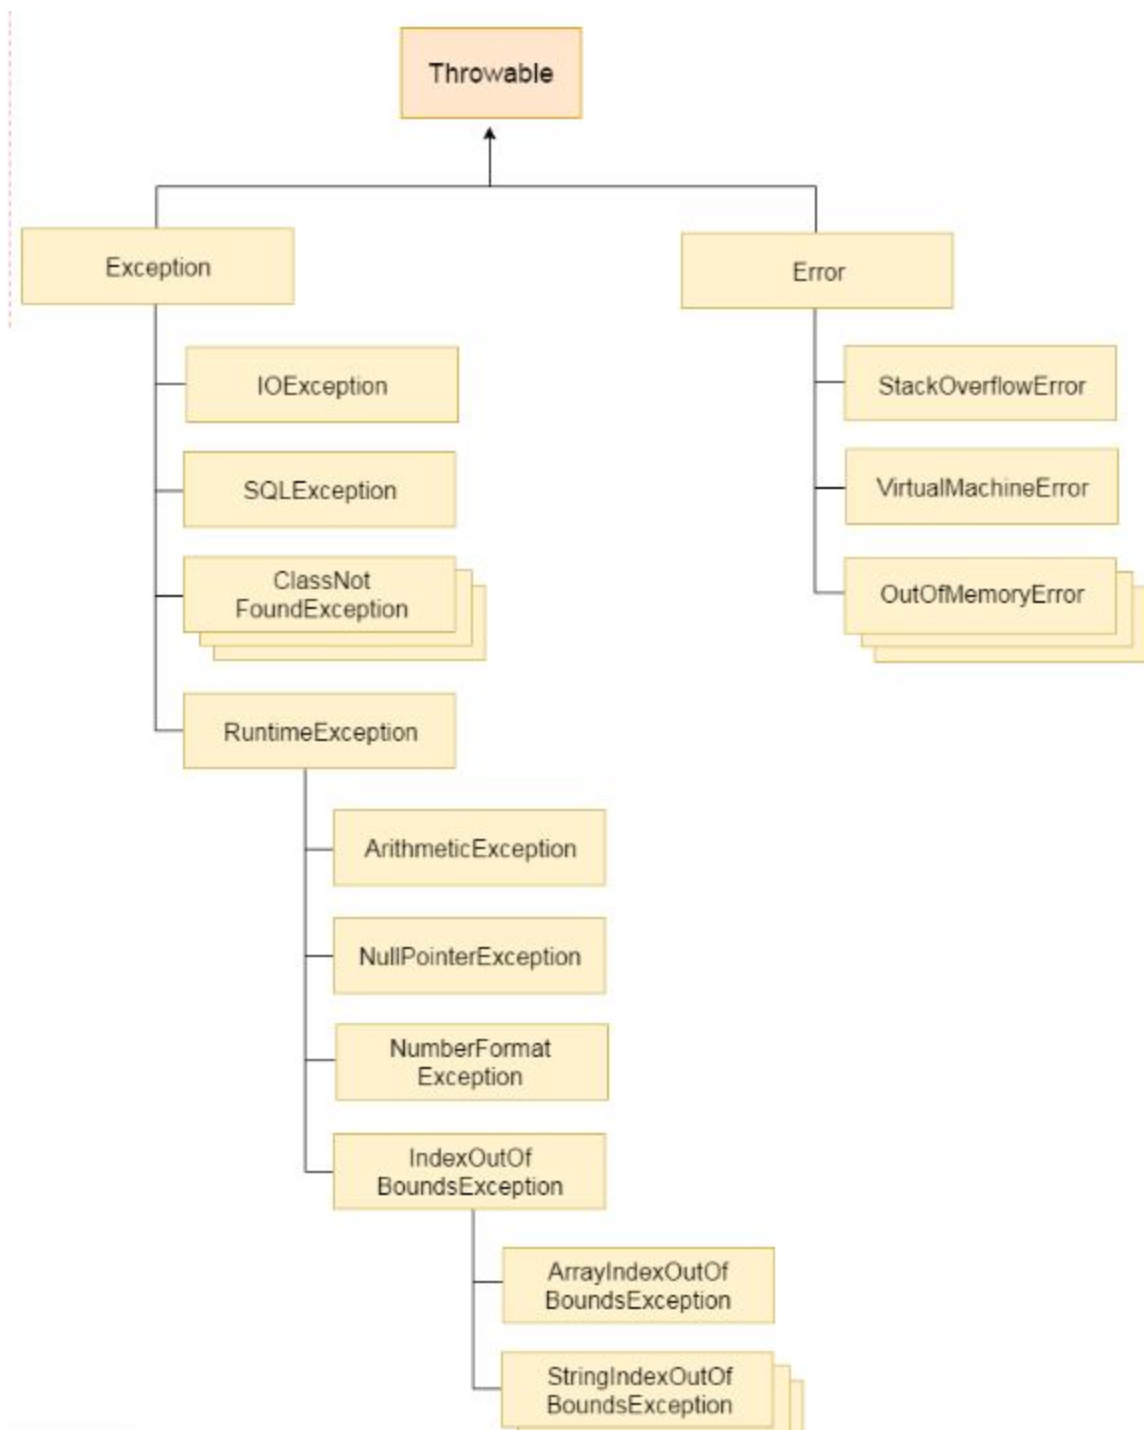 Throwable
Exception
Error
IOException
StackOverflowError
SQLException
VirtualMachineError
ClassNot
FoundException
OutOfMemoryError
RuntimeException
ArithmeticException
NullPointerException
NumberFormat
Exception
IndexOutOf
BoundsException
ArrayIndexOutOf
BoundsException
StringIndexOutOf
BoundsException